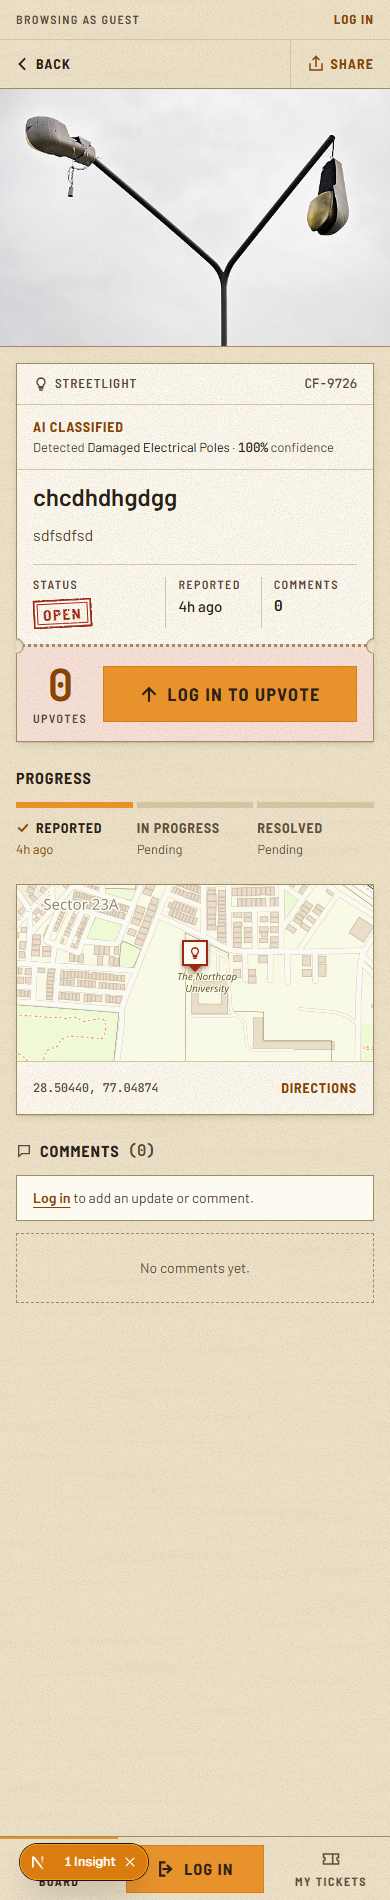 BROWSING AS GUEST
LOG IN
BACK
SHARE
STREETLIGHT
CF-9726
AI CLASSIFIED
Detected Damaged Electrical Poles · 100% confidence
chcdhdhgdgg
sdfsdfsd
STATUS
REPORTED
COMMENTS
OPEN
4h ago
0
0
UPVOTES
LOG IN TO UPVOTE
PROGRESS
REPORTED
IN PROGRESS
RESOLVED
4h ago
Pending
Pending
Sector 23A
The Northcap
University
28.50440, 77.04874
DIRECTIONS
COMMENTS (0)
Log in to add an update or comment.
No comments yet.
N 1 Insight
BOARD
LOG IN
MY TICKETS